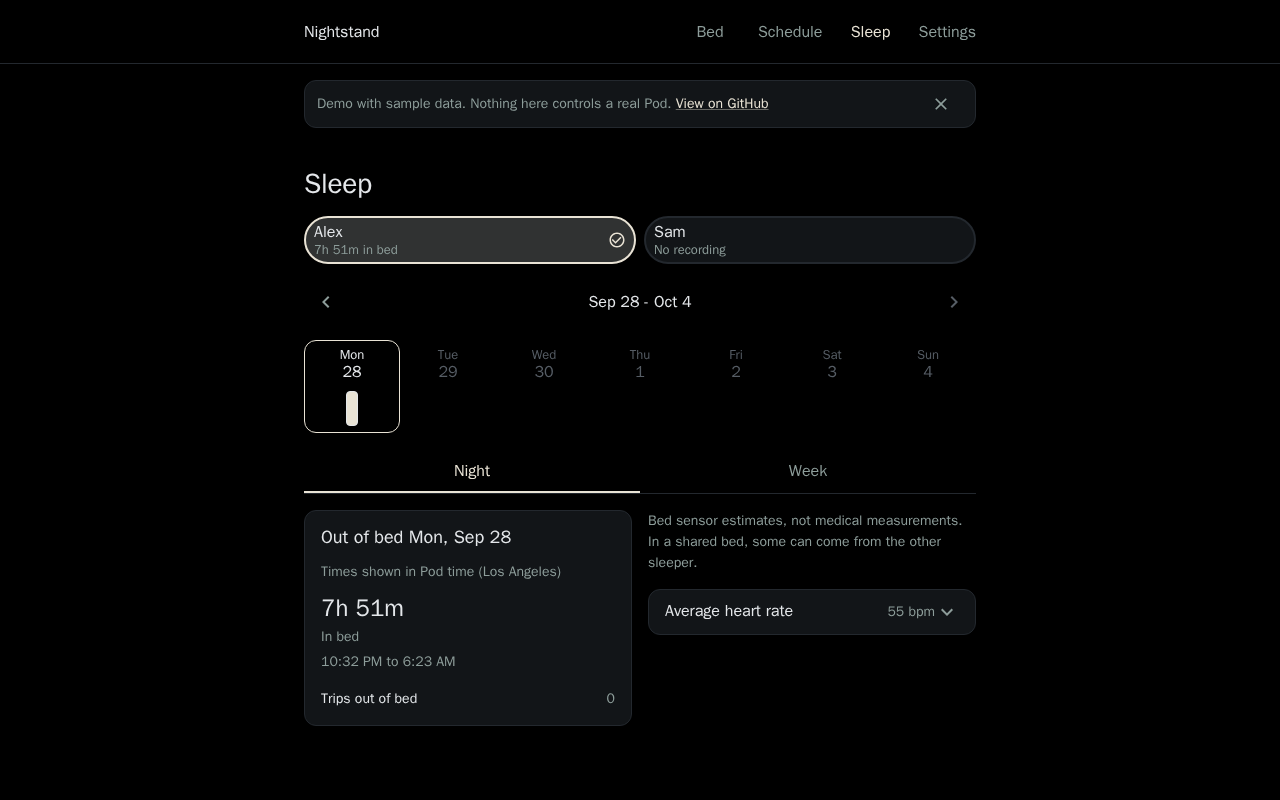 Nightstand
Bed
Schedule
Sleep
Settings
Demo with sample data. Nothing here controls a real Pod. View on GitHub
Sleep
Alex
7h 51m in bed
Sam
No recording
Sep 28 - Oct 4
Mon
28
Tue
29
Wed
30
Thu
1
Fri
2
Sat
3
Sun
4
Night
Week
Out of bed Mon, Sep 28
Times shown in Pod time (Los Angeles)
7h 51m
In bed
10:32 PM to 6:23 AM
Trips out of bed
0
Bed sensor estimates, not medical measurements.
In a shared bed, some can come from the other
sleeper.
Average heart rate
55 bpm